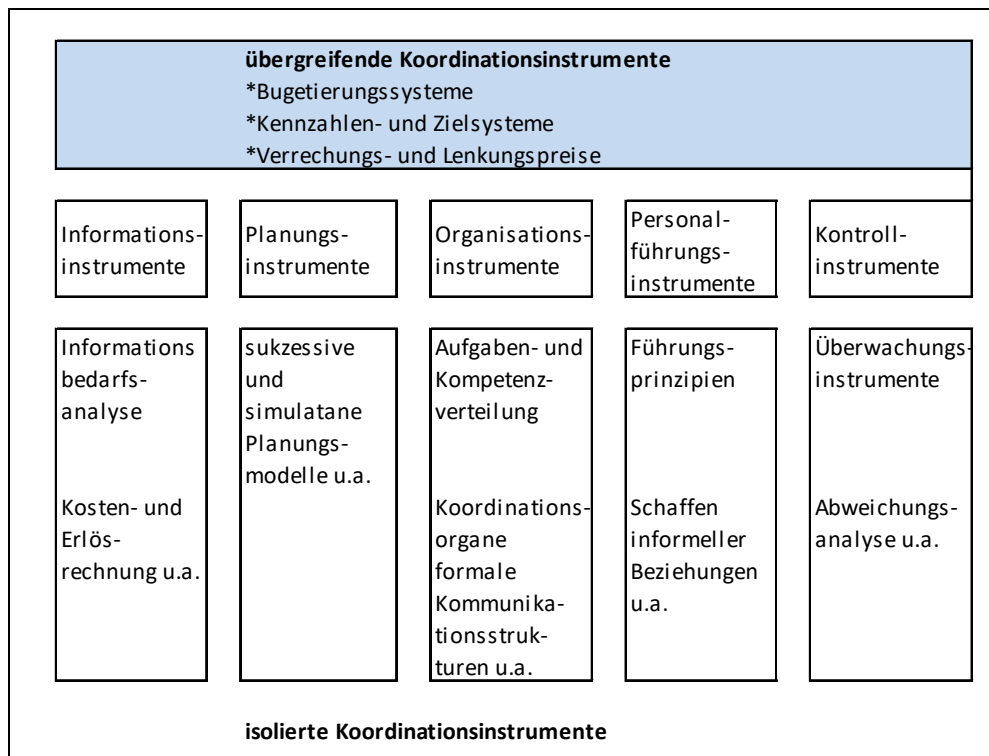 übergreifende Koordinationsinstrumente
*Bugetierungssysteme
*Kennzahlen- und Zielsysteme
*Verrechungs- und Lenkungspreise
Informations-
instrumente
Planungs-
instrumente
Organisations-
instrumente
Personal-
führungs-
instrumente
Kontroll-
instrumente
Informations
bedarfs-
analyse
Kosten- und
Erlös-
rechnung u.a.
sukzessive
und
simulatane
Planungs-
modelle u.a.
Aufgaben- und
Kompetenz-
verteilung
Koordinations-
organe
formale
Kommunika-
tionsstruk-
turen u.a.
Führungs-
prinzipien
Schaffen
informeller
Beziehungen
u.a.
Überwachungs-
instrumente
Abweichungs-
analyse u.a.
isolierte Koordinationsinstrumente